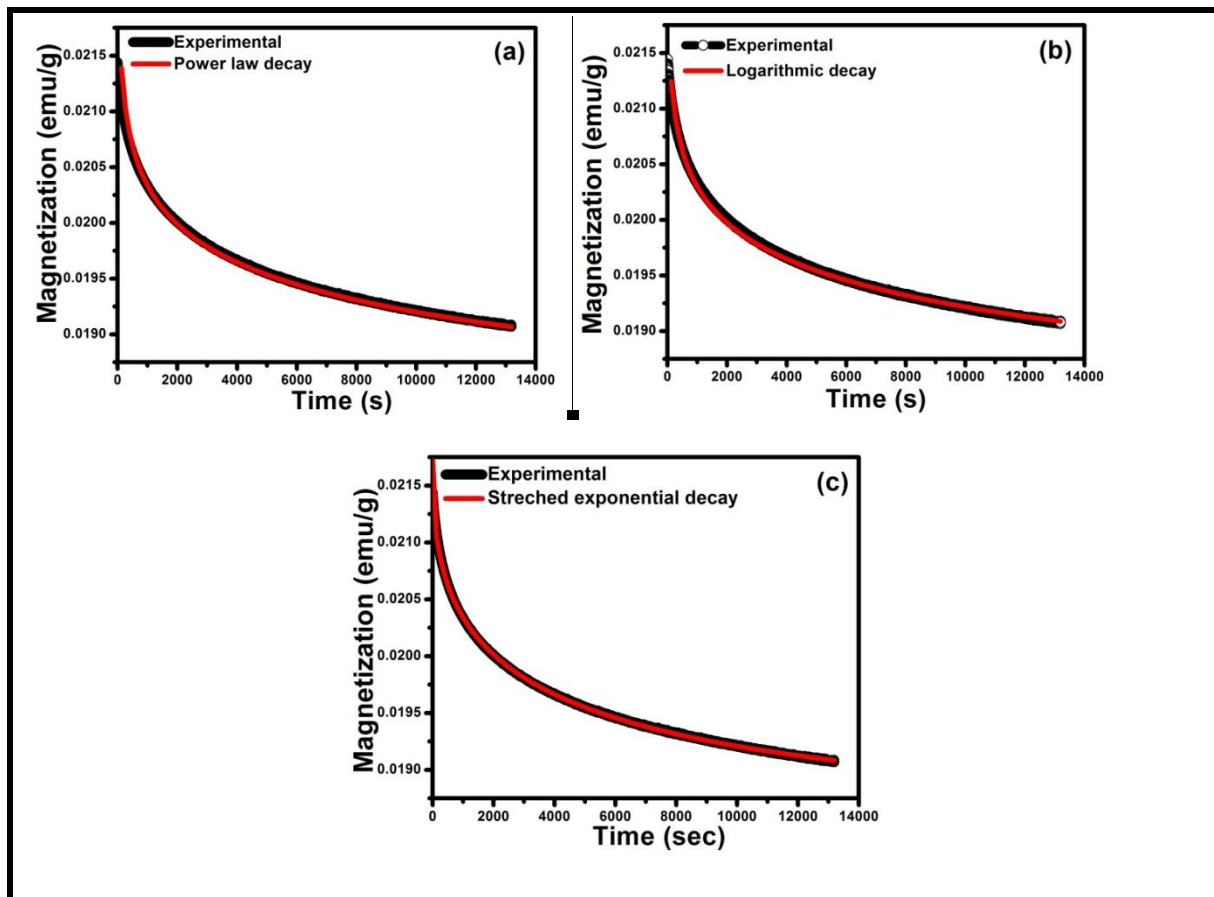 Experimental
Power law decay
(a)
Magnetization (emu/g)
0.0215
0.0210
0.0205
0.0200
0.0195
0.0190
0 2000 4000 6000 8000 10000 12000 14000
Time (s)
Experimental
Logarithmic decay
(b)
Magnetization (emu/g)
0.0215
0.0210
0.0205
0.0200
0.0195
0.0190
0 2000 4000 6000 8000 10000 12000 14000
Time (s)
Experimental
Streched exponential decay
(c)
Magnetization (emu/g)
0.0215
0.0210
0.0205
0.0200
0.0195
0.0190
0 2000 4000 6000 8000 10000 12000 14000
Time (sec)